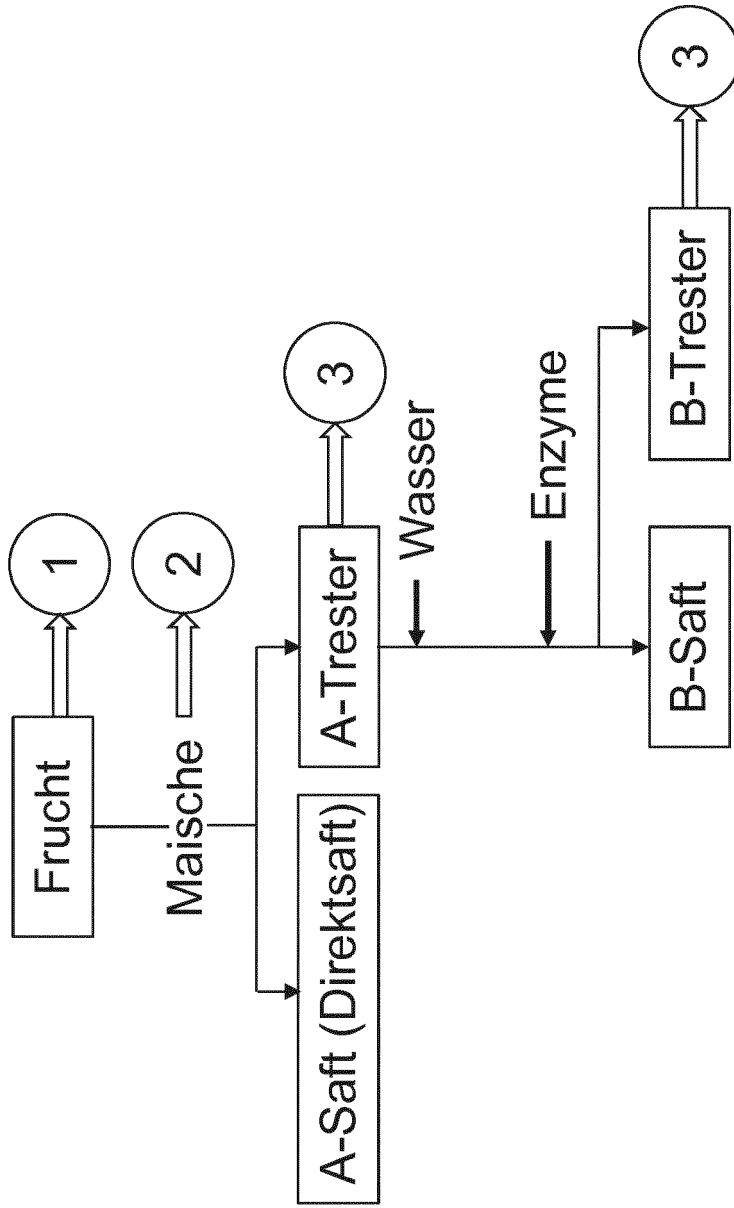 Frucht
1
Maische
2
A-Saft (Direktsaft)
A-Trester
3
Wasser
Enzyme
B-Saft
B-Trester
3